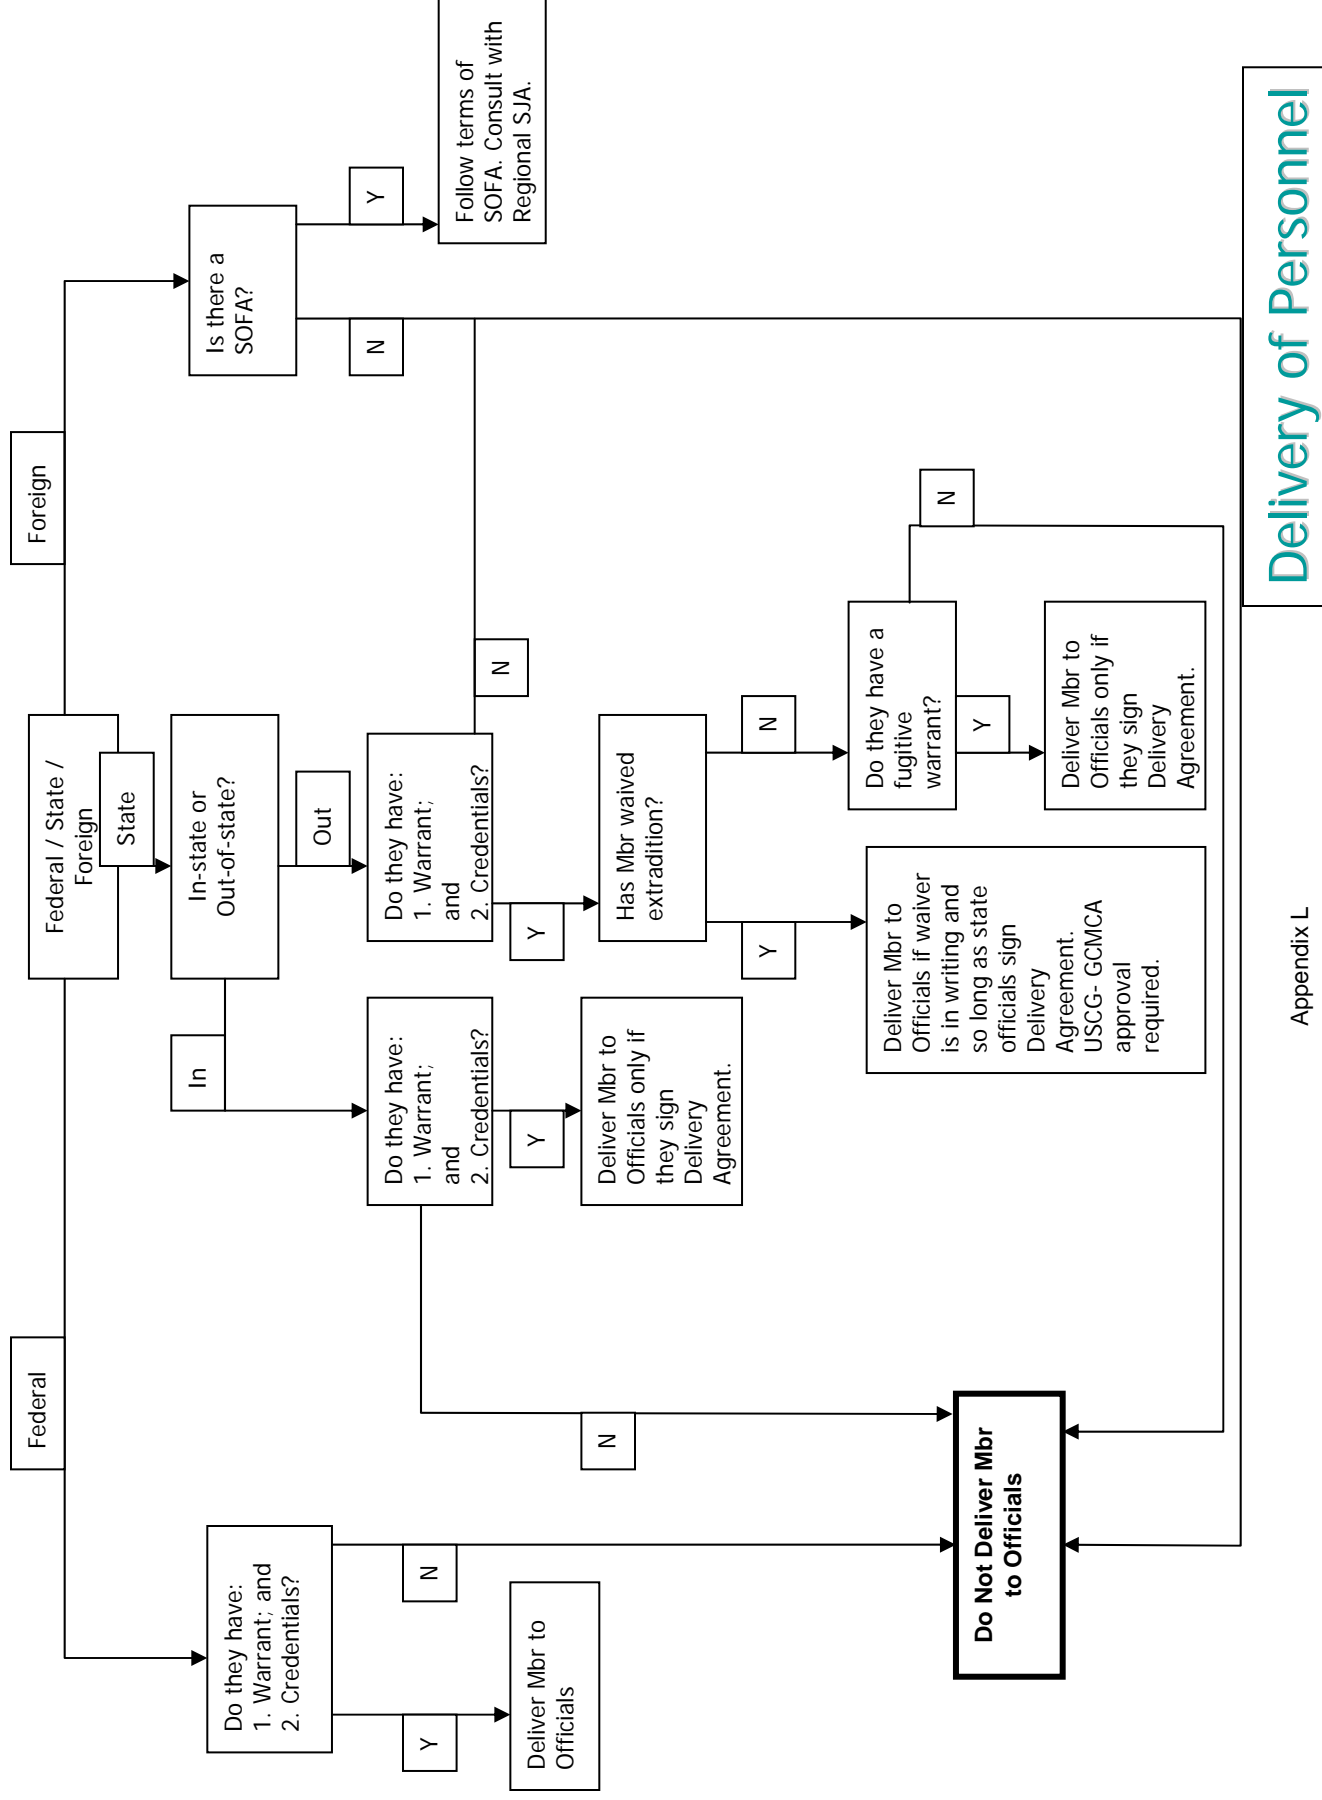 Federal
Foreign
Federal / State /
Foreign
State
Do they have:
1. Warrant; and
2. Credentials?
In-state or
Out-of-state?
Is there a
SOFA?
In
Out
Y
N
N
Y
Deliver Mbr to
Officials
Do they have:
1. Warrant;
and
2. Credentials?
Do they have:
1. Warrant;
and
2. Credentials?
N
Follow terms of
SOFA. Consult with
Regional SJA.
N
Y
Y
Deliver Mbr to
Officials only if
they sign
Delivery
Agreement.
Has Mbr waived
extradition?
Y
N
Deliver Mbr to
Officials if waiver
is in writing and
so long as state
officials sign
Delivery
Agreement.
USCG- GCMCA
approval
required.
Do they have a
fugitive
warrant?
N
Y
Do Not Deliver Mbr
to Officials
Deliver Mbr to
Officials only if
they sign
Delivery
Agreement.
Appendix L
Delivery of Personnel